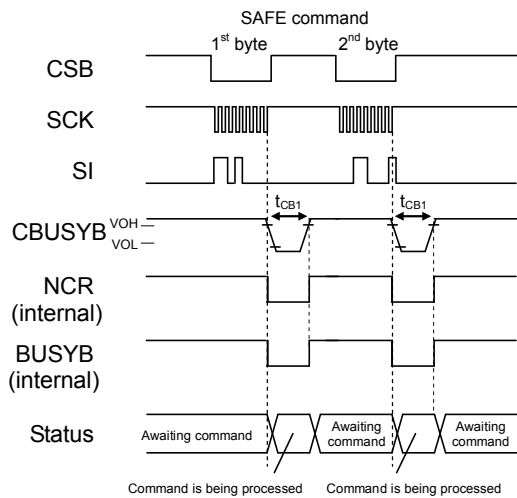 SAFE command
1st byte
2nd byte
CSB
SCK
SI
tCB1
tCB1
CBUSYB
VOH
VOL
NCR
(internal)
BUSYB
(internal)
Status
Awaiting command
Awaiting
command
Awaiting
command
Command is being processed
Command is being processed